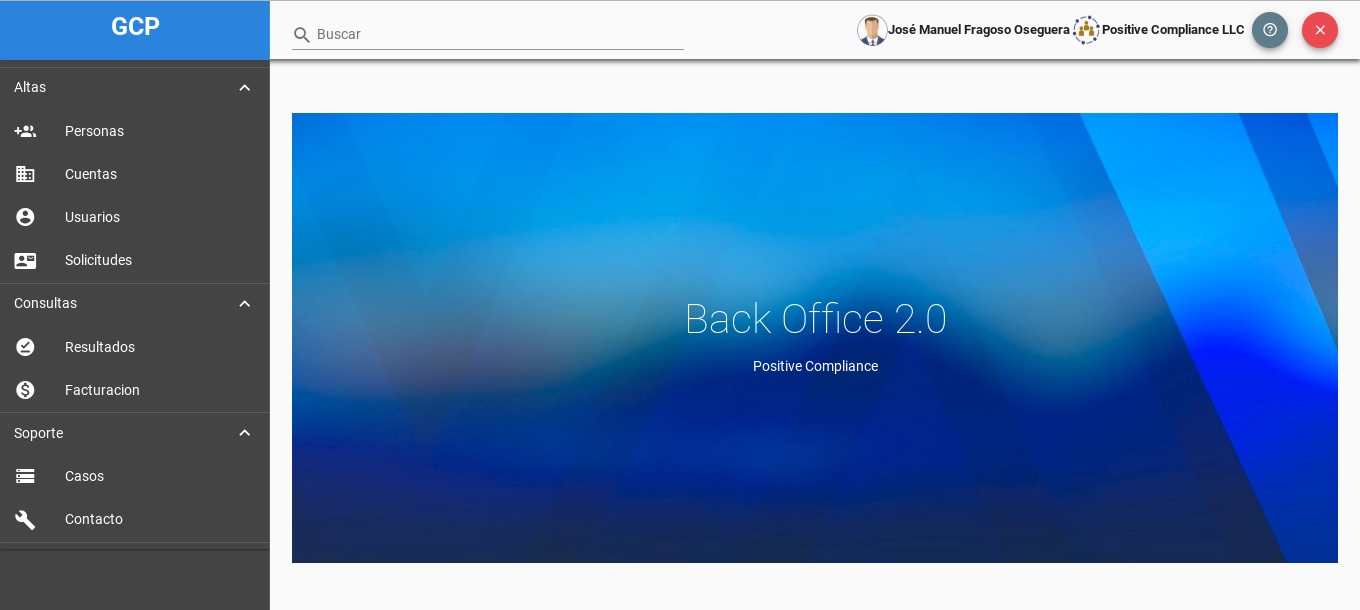 GCP
Buscar
José Manuel Fragoso Oseguera
Positive Compliance LLC
Altas
Personas
Cuentas
Usuarios
Solicitudes
Consultas
Resultados
Facturacion
Soporte
Casos
Contacto
Back Office 2.0
Positive Compliance